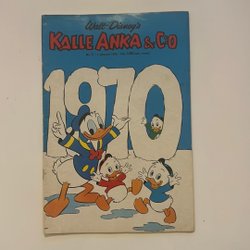 Walt Disney's
KALLE ANKA & C:O
1970